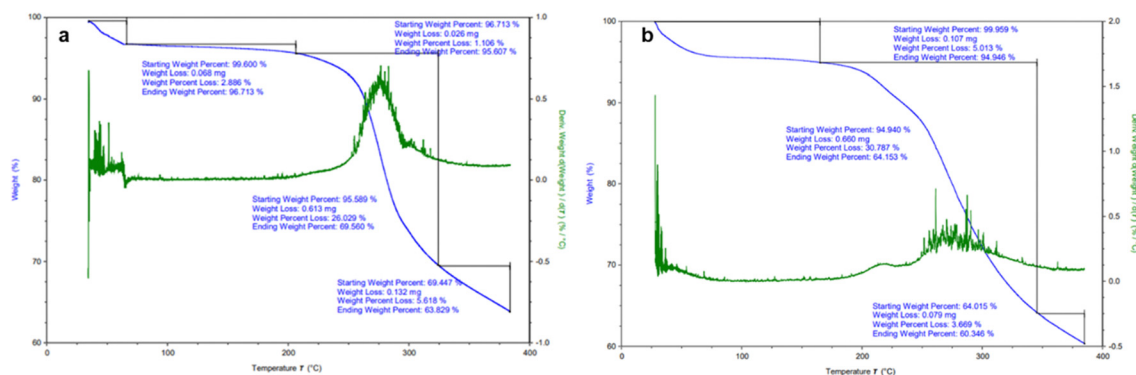 a
Starting Weight Percent: 96.713 %
Weight Loss: 0.026 mg
Weight Percent Loss: 1.106 %
Ending Weight Percent: 95.607 %
Starting Weight Percent: 99.600 %
Weight Loss: 0.068 mg
Weight Percent Loss: 2.886 %
Ending Weight Percent: 96.713 %
Starting Weight Percent: 95.589 %
Weight Loss: 0.613 mg
Weight Percent Loss: 26.029 %
Ending Weight Percent: 69.560 %
Starting Weight Percent: 69.447 %
Weight Loss: 0.132 mg
Weight Percent Loss: 5.618 %
Ending Weight Percent: 63.829 %
100
90
80
70
60
Weight (%)
0
100
200
300
400
Temperature T (°C)
1.0
0.5
0.0
-0.5
-1.0
Deriv. Weight d(Weight) / d(T) (% / °C)
b
Starting Weight Percent: 99.959 %
Weight Loss: 0.107 mg
Weight Percent Loss: 5.013 %
Ending Weight Percent: 94.946 %
Starting Weight Percent: 94.940 %
Weight Loss: 0.660 mg
Weight Percent Loss: 30.787 %
Ending Weight Percent: 64.153 %
Starting Weight Percent: 64.015 %
Weight Loss: 0.079 mg
Weight Percent Loss: 3.669 %
Ending Weight Percent: 60.346 %
100
90
80
70
60
Weight (%)
0
100
200
300
400
Temperature T (°C)
2.0
1.5
1.0
0.5
0.0
-0.5
Deriv. Weight d(Weight) / d(T) (% / °C)